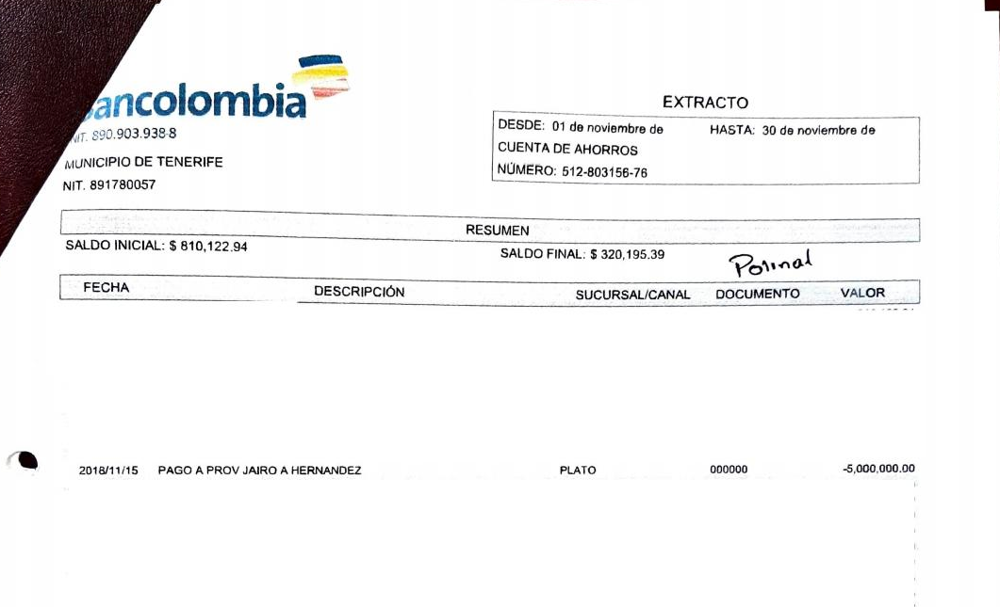 Bancolombia
NIT. 890.903.938-8
MUNICIPIO DE TENERIFE
NIT. 891780057
EXTRACTO
DESDE: 01 de noviembre de HASTA: 30 de noviembre de
CUENTA DE AHORROS
NÚMERO: 512-803156-76
RESUMEN
SALDO INICIAL: $ 810,122.94 SALDO FINAL: $ 320,195.39
FECHA DESCRIPCIÓN SUCURSAL/CANAL DOCUMENTO VALOR
2018/11/15 PAGO A PROV JAIRO A HERNANDEZ PLATO 000000 -5,000,000.00